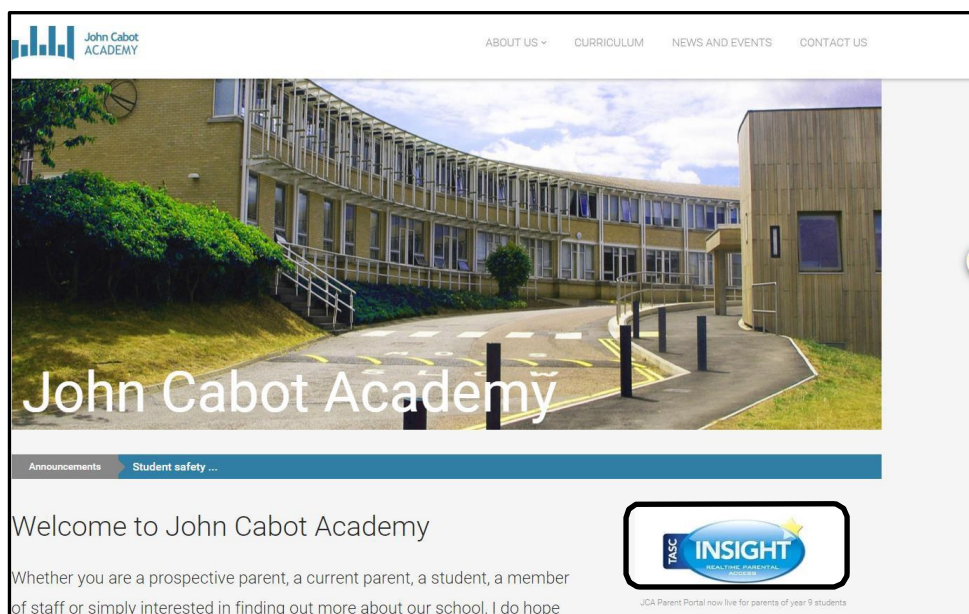 John Cabot
ACADEMY
ABOUT US
CURRICULUM
NEWS AND EVENTS
CONTACT US
SLOW
John Cabot Academy
Announcements
Student safety ...
Welcome to John Cabot Academy
Whether you are a prospective parent, a current parent, a student, a member
of staff or simply interested in finding out more about our school, I do hope
TASC
INSIGHT
REALTIME PARENTAL
ACCESS
JCA Parent Portal now live for parents of year 9 students